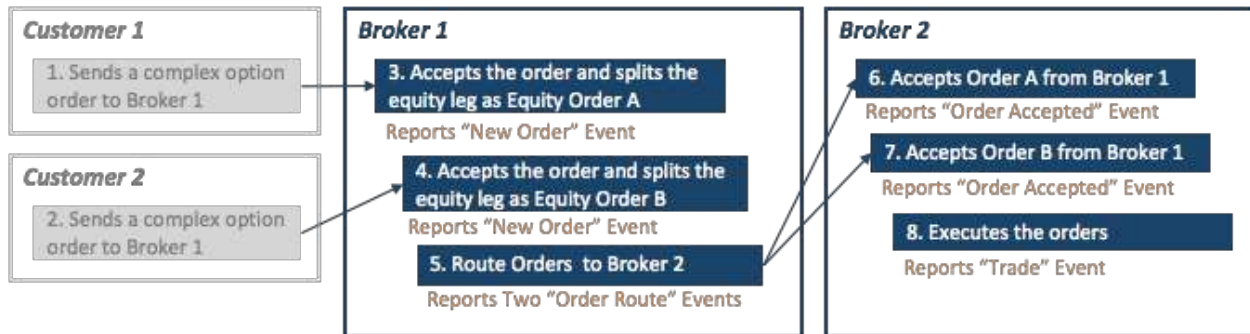 Customer 1
1. Sends a complex option
order to Broker 1
Customer 2
2. Sends a complex option
order to Broker 1
Broker 1
3. Accepts the order and splits the
equity leg as Equity Order A
Reports “New Order” Event
4. Accepts the order and splits the
equity leg as Equity Order B
Reports “New Order” Event
5. Route Orders to Broker 2
Reports Two “Order Route” Events
Broker 2
6. Accepts Order A from Broker 1
Reports “Order Accepted” Event
7. Accepts Order B from Broker 1
Reports “Order Accepted” Event
8. Executes the orders
Reports “Trade” Event